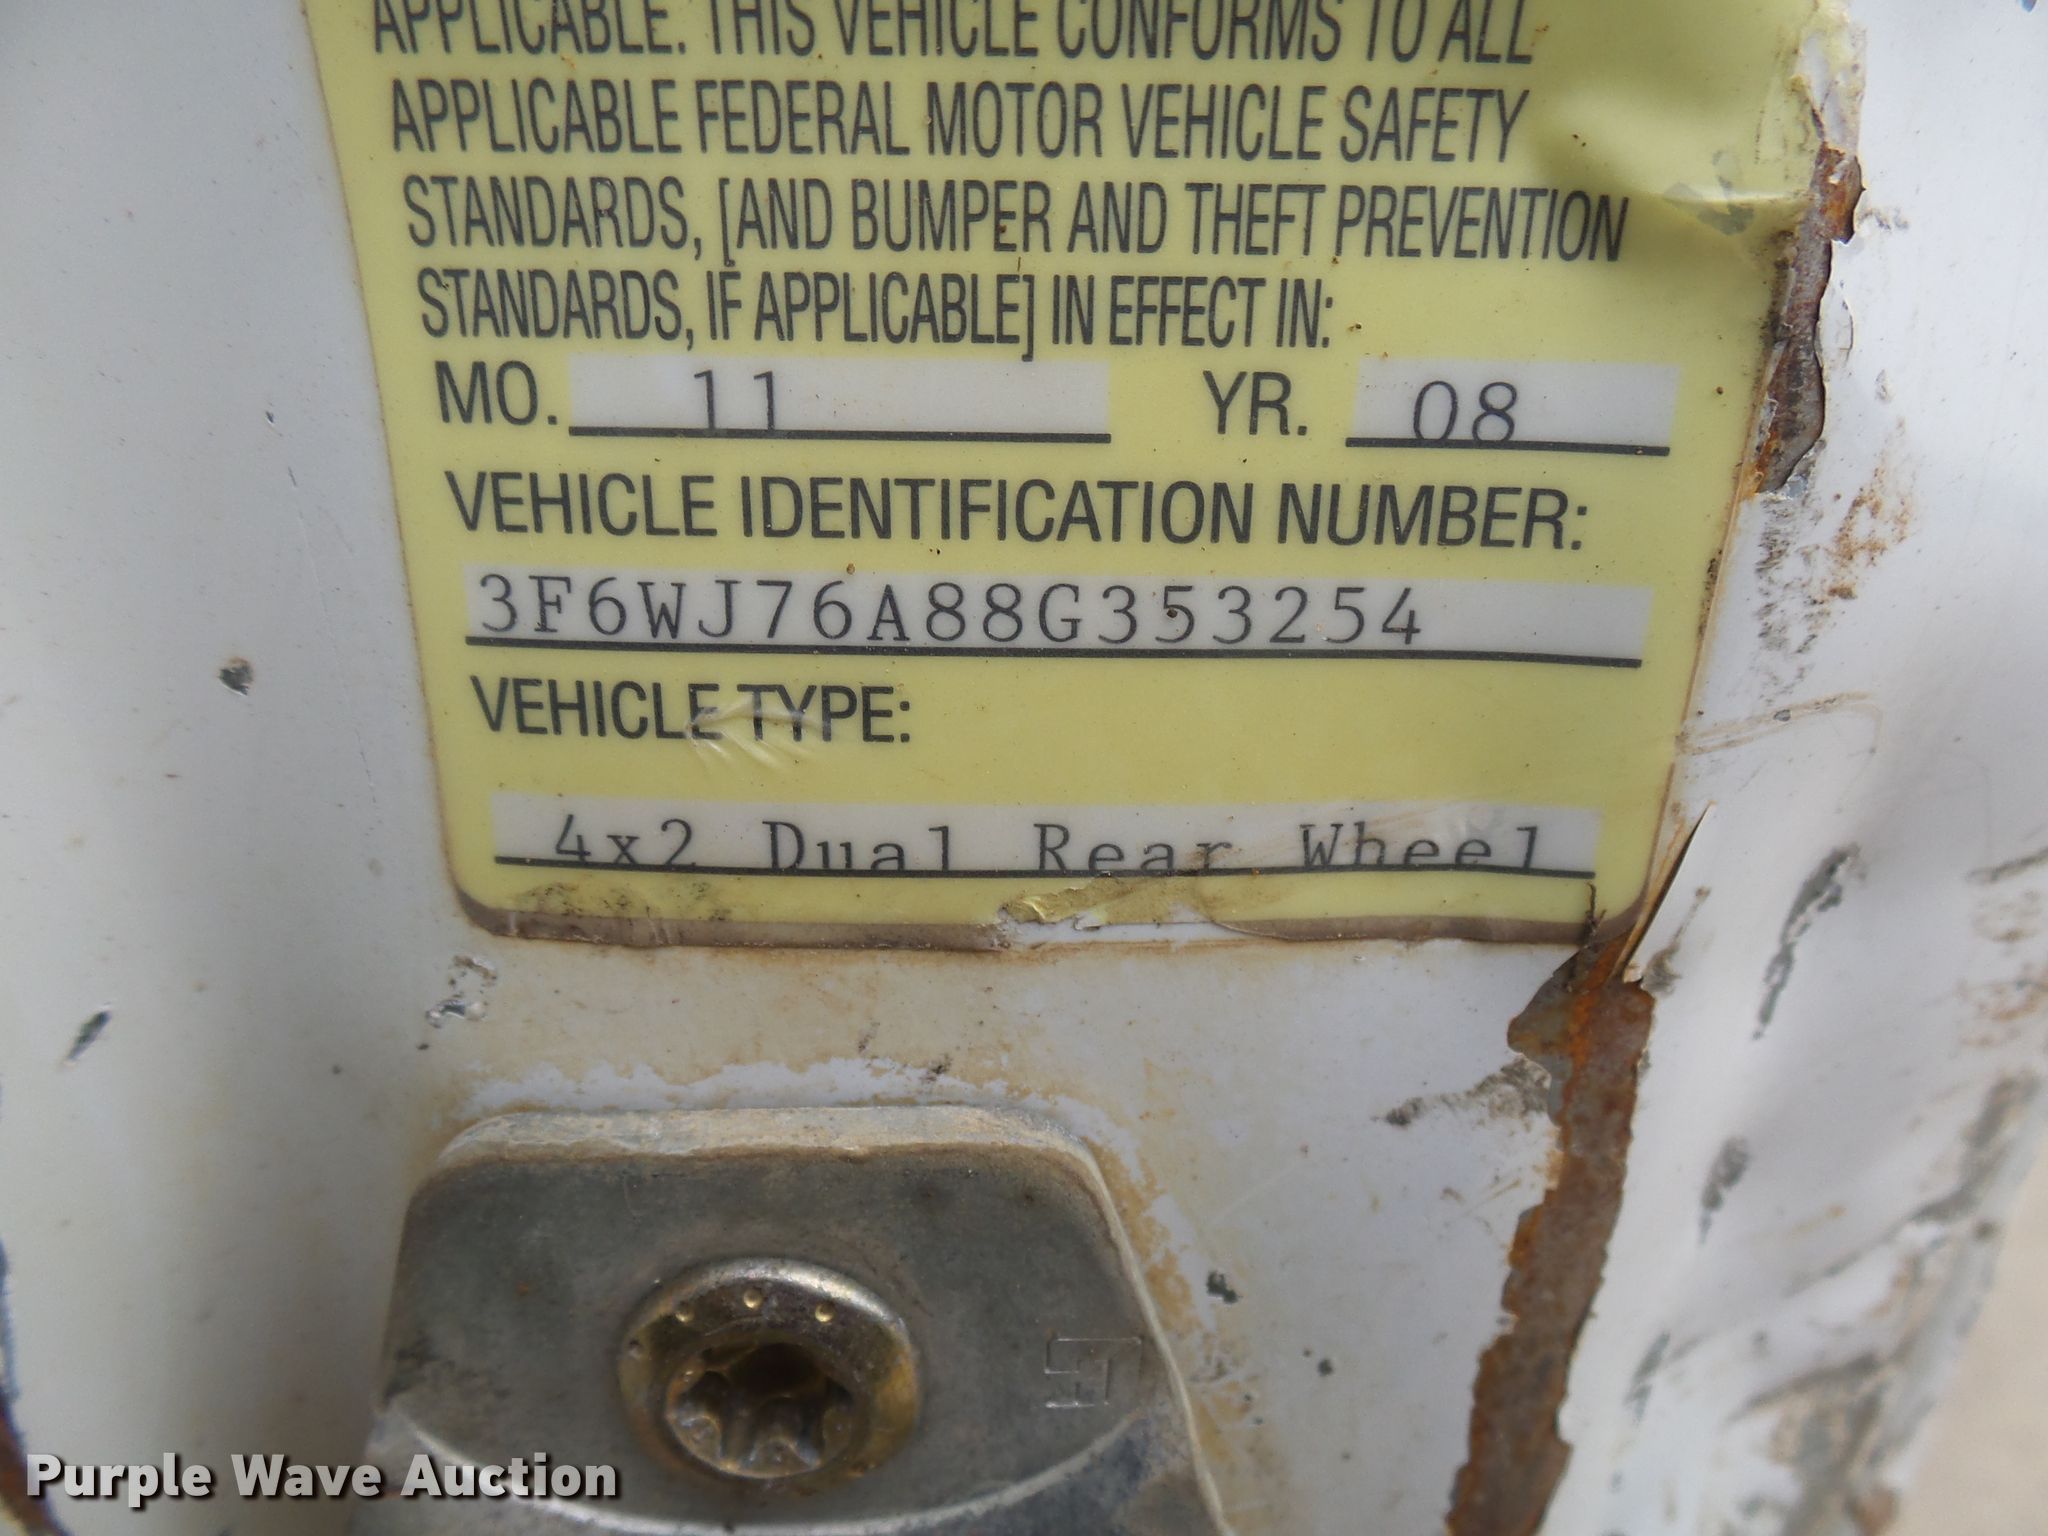 APPLICABLE. THIS VEHICLE CONFORMS TO ALL
APPLICABLE FEDERAL MOTOR VEHICLE SAFETY
STANDARDS, [AND BUMPER AND THEFT PREVENTION
STANDARDS, IF APPLICABLE] IN EFFECT IN:
MO. 11 YR. 08
VEHICLE IDENTIFICATION NUMBER:
3F6WJ76A88G353254
VEHICLE TYPE:
4x2 Dual Rear Wheel
Purple Wave Auction